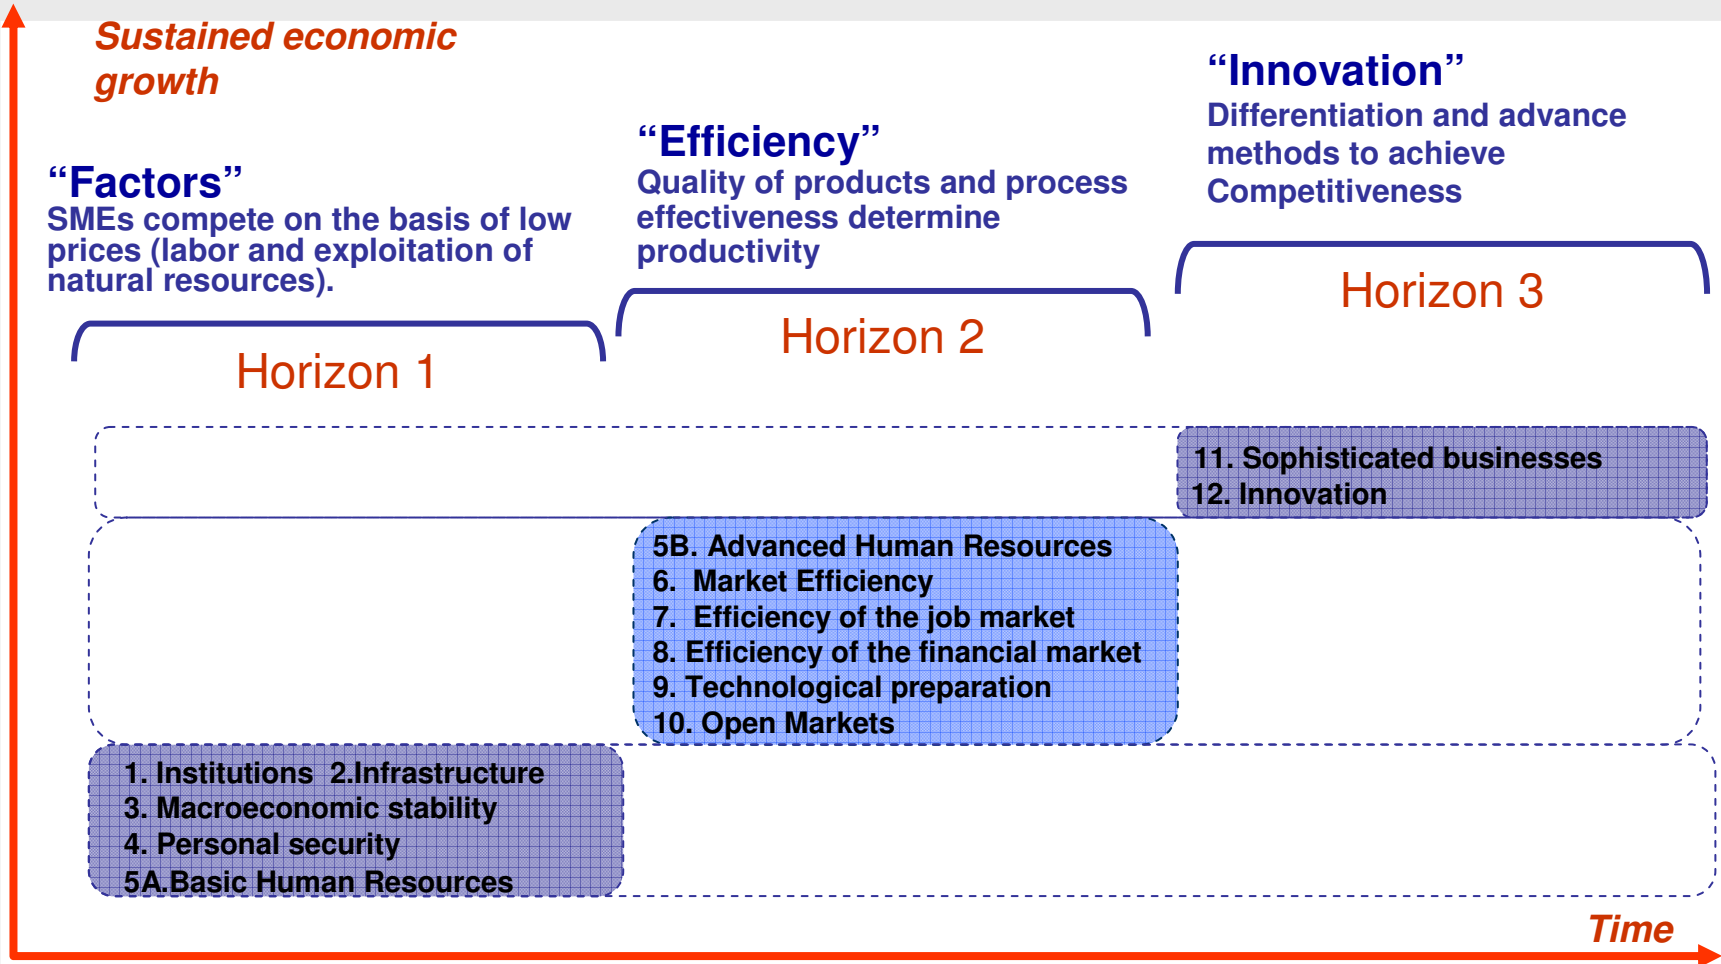 Sustained economic
growth
“Factors”
SMEs compete on the basis of low
prices (labor and exploitation of
natural resources).
Horizon 1
“Efficiency”
Quality of products and process
effectiveness determine
productivity
Horizon 2
“Innovation”
Differentiation and advance
methods to achieve
Competitiveness
Horizon 3
11. Sophisticated businesses
12. Innovation
5B. Advanced Human Resources
6. Market Efficiency
7. Efficiency of the job market
8. Efficiency of the financial market
9. Technological preparation
10. Open Markets
1. Institutions 2.Infrastructure
3. Macroeconomic stability
4. Personal security
5A.Basic Human Resources
Time